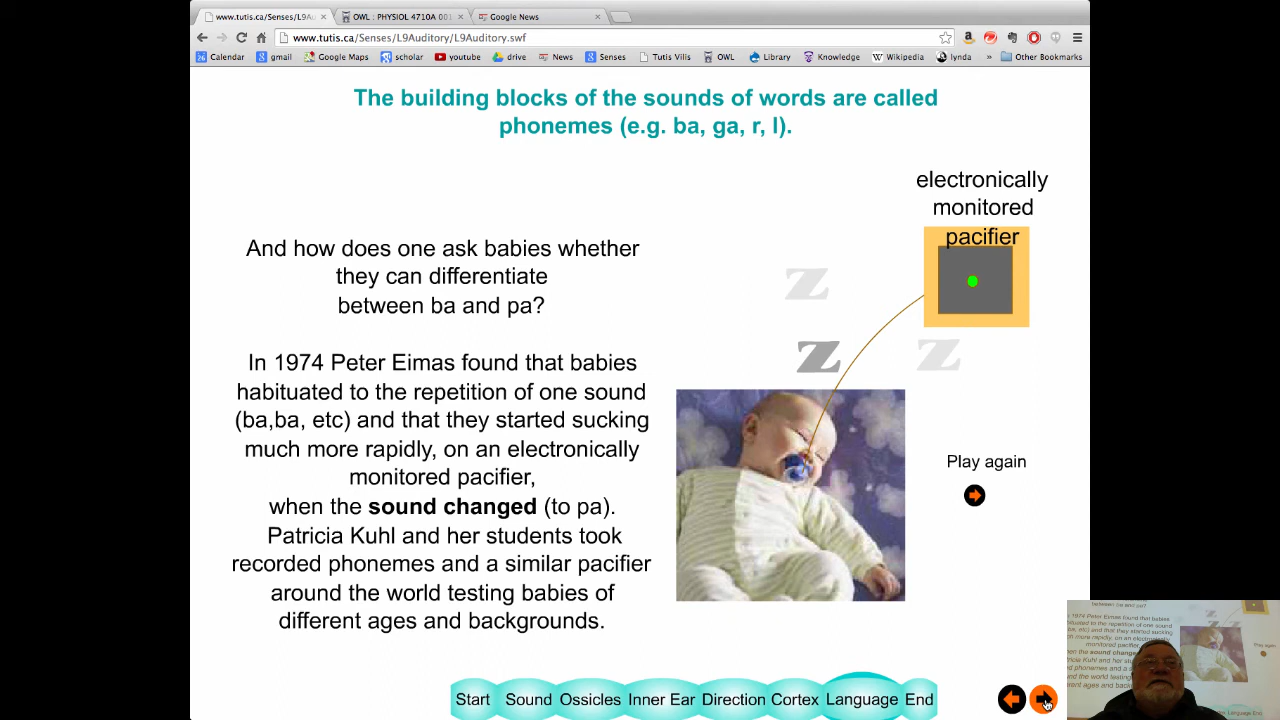 www.tutis.ca/Senses/L9Au
OWL : PHYSIOL 4710A 001
Google News
www.tutis.ca/Senses/L9Auditory/L9Auditory.swf
Calendar gmail Google Maps scholar youtube drive News Senses Tutis Vilis OWL Library Knowledge Wikipedia lynda » Other Bookmarks
The building blocks of the sounds of words are called
phonemes (e.g. ba, ga, r, l).
electronically
monitored
pacifier
And how does one ask babies whether
they can differentiate
between ba and pa?
In 1974 Peter Eimas found that babies
habituated to the repetition of one sound
(ba,ba, etc) and that they started sucking
much more rapidly, on an electronically
monitored pacifier,
when the sound changed (to pa).
Patricia Kuhl and her students took
recorded phonemes and a similar pacifier
around the world testing babies of
different ages and backgrounds.
z
z
z
Play again
Start Sound Ossicles Inner Ear Direction Cortex Language End